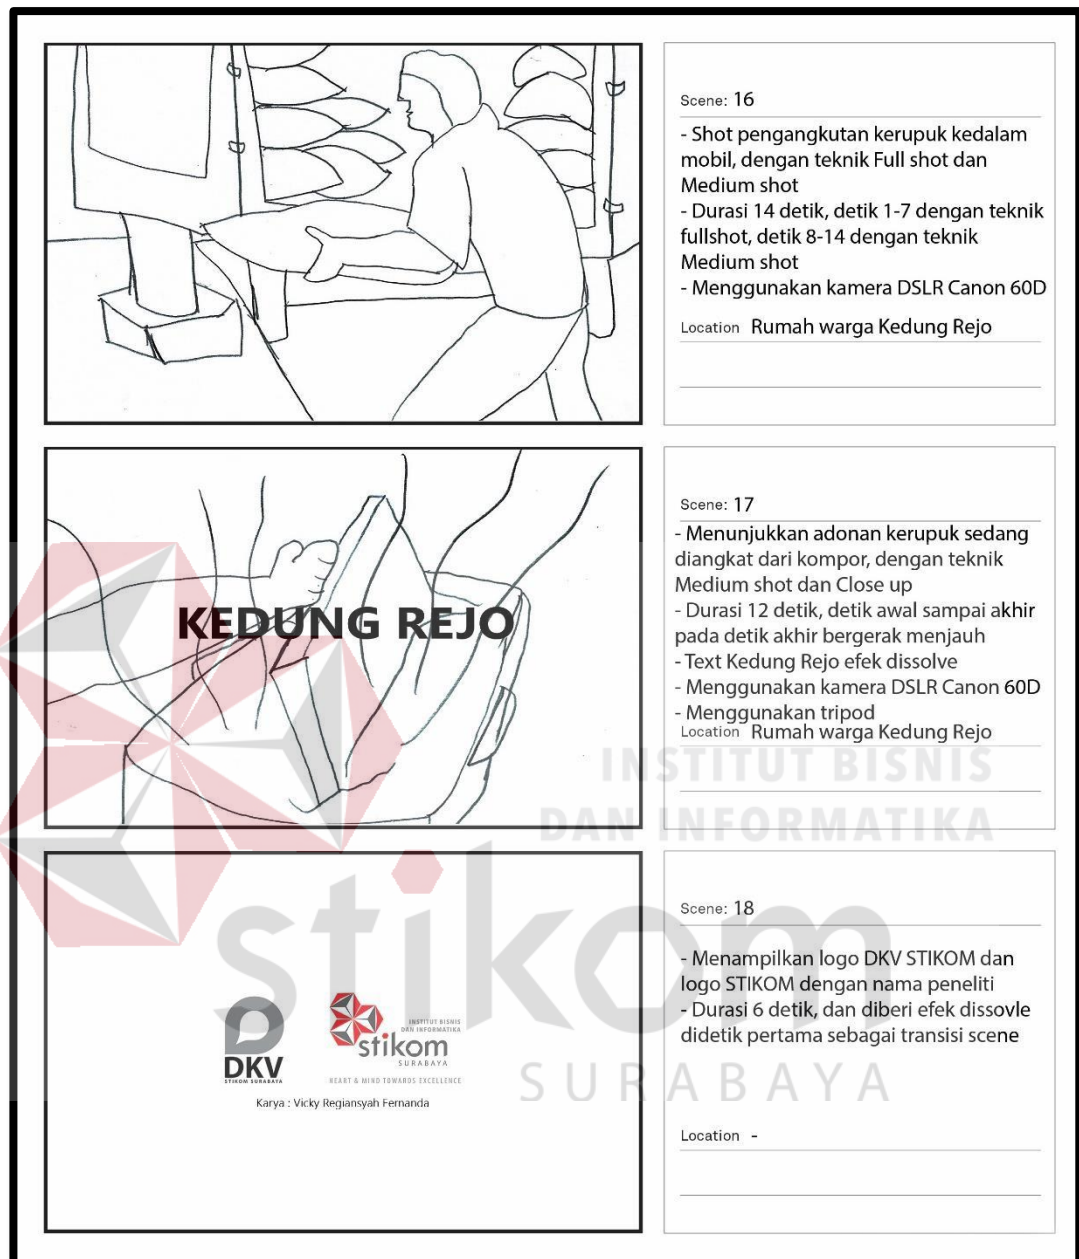 Scene: 16
- Shot pengangkutan kerupuk kedalam
mobil, dengan teknik Full shot dan
Medium shot
- Durasi 14 detik, detik 1-7 dengan teknik
fullshot, detik 8-14 dengan teknik
Medium shot
- Menggunakan kamera DSLR Canon 60D
Location Rumah warga Kedung Rejo
KEDUNG REJO
Scene: 17
- Menunjukkan adonan kerupuk sedang
diangkat dari kompor, dengan teknik
Medium shot dan Close up
- Durasi 12 detik, detik awal sampai akhir
pada detik akhir bergerak menjauh
- Text Kedung Rejo efek dissolve
- Menggunakan kamera DSLR Canon 60D
- Menggunakan tripod
Location Rumah warga Kedung Rejo
INSTITUT BISNIS
DAN INFORMATIKA
stikom
SURABAYA
DKV
STIKOM SURABAYA
INSTITUT BISNIS
DAN INFORMATIKA
stikom
SURABAYA
HEART & MIND TOWARDS EXCELLENCE
Karya : Vicky Regiansyah Fernanda
Scene: 18
- Menampilkan logo DKV STIKOM dan
logo STIKOM dengan nama peneliti
- Durasi 6 detik, dan diberi efek dissovle
didetik pertama sebagai transisi scene
Location -